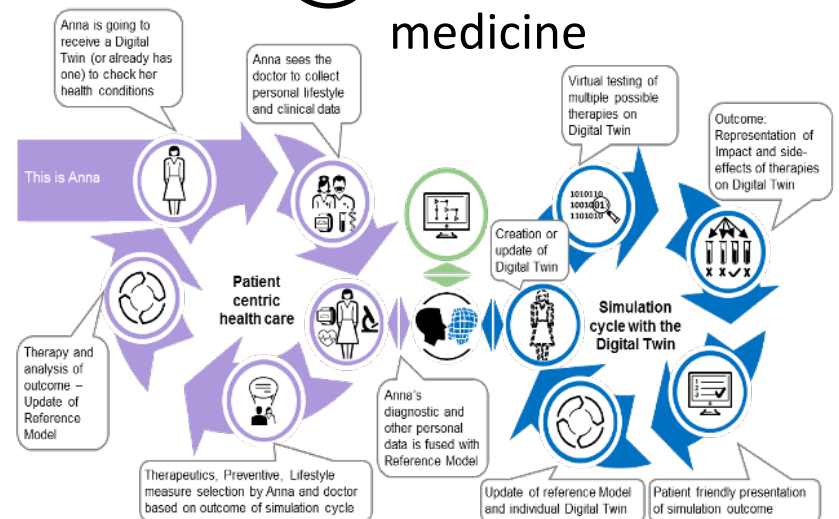 medicine
Anna is going to
receive a Digital
Twin (or already has
one) to check her
health conditions
Anna sees the
doctor to collect
personal lifestyle
and clinical data
Virtual testing of
multiple possible
therapies on
Digital Twin
Outcome:
Representation of
Impact and side-
effects of therapies
on Digital Twin
This is Anna
1010110
1001001
1101010
Creation or
update of
Digital Twin
Patient
centric
health care
Simulation
cycle with the
Digital Twin
X X ✓ X
1
2
3
Therapy and
analysis of
outcome –
Update of
Reference
Model
Anna's
diagnostic and
other personal
data is fused with
Reference Model
Therapeutics, Preventive, Lifestyle
measure selection by Anna and doctor
based on outcome of simulation cycle
Update of reference Model
and individual Digital Twin
Patient friendly presentation
of simulation outcome